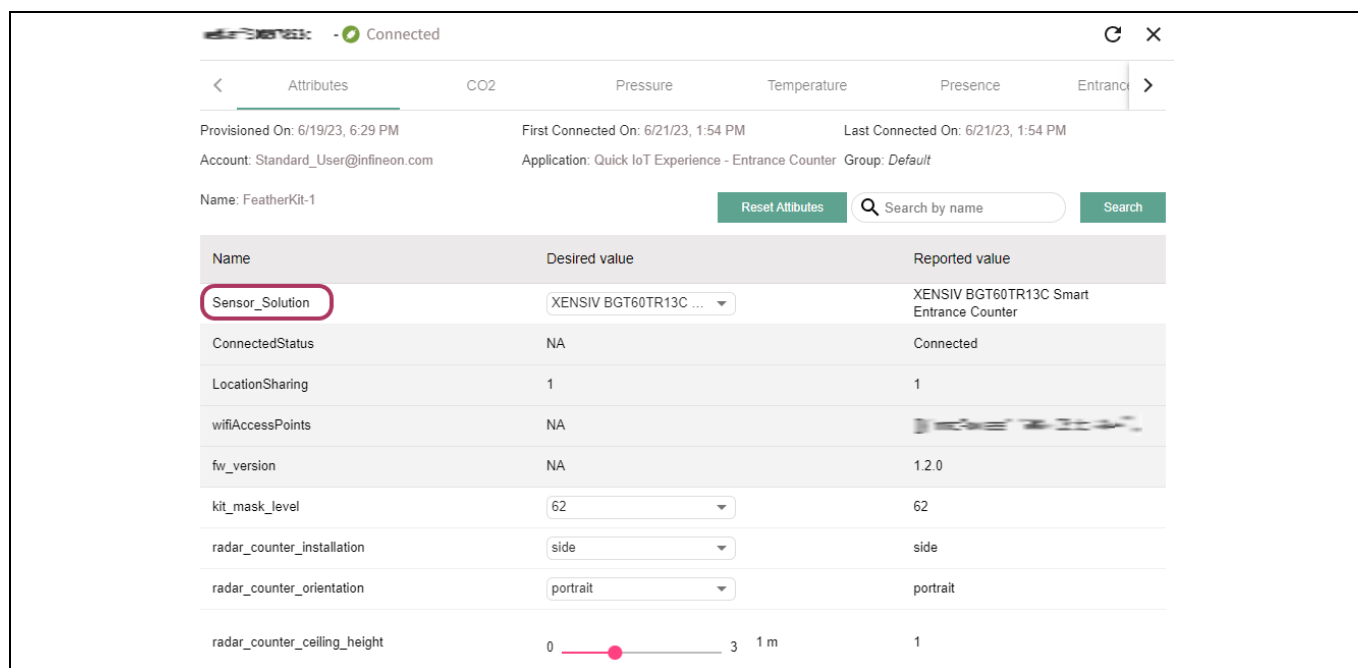 - Connected
Attributes CO2 Pressure Temperature Presence Entrance
Provisioned On: 6/19/23, 6:29 PM First Connected On: 6/21/23, 1:54 PM Last Connected On: 6/21/23, 1:54 PM
Account: Standard_User@infineon.com Application: Quick IoT Experience - Entrance Counter Group: Default
Name: FeatherKit-1 Reset Attibutes Search by name Search
Name Desired value Reported value
Sensor_Solution XENSIV BGT60TR13C ... XENSIV BGT60TR13C Smart
Entrance Counter
ConnectedStatus NA Connected
LocationSharing 1 1
wifiAccessPoints NA
fw_version NA 1.2.0
kit_mask_level 62 62
radar_counter_installation side side
radar_counter_orientation portrait portrait
radar_counter_ceiling_height 0 3 1 m 1